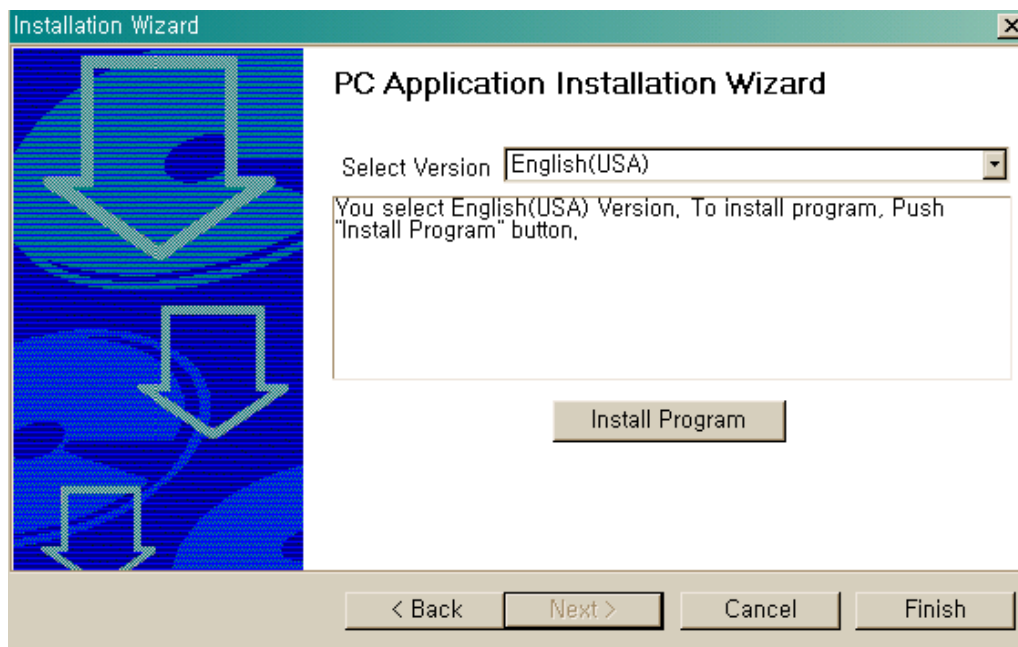 Installation Wizard
PC Application Installation Wizard
Select Version English(USA)
You select English(USA) Version, To install program, Push
"Install Program" button,
Install Program
< Back Next > Cancel Finish